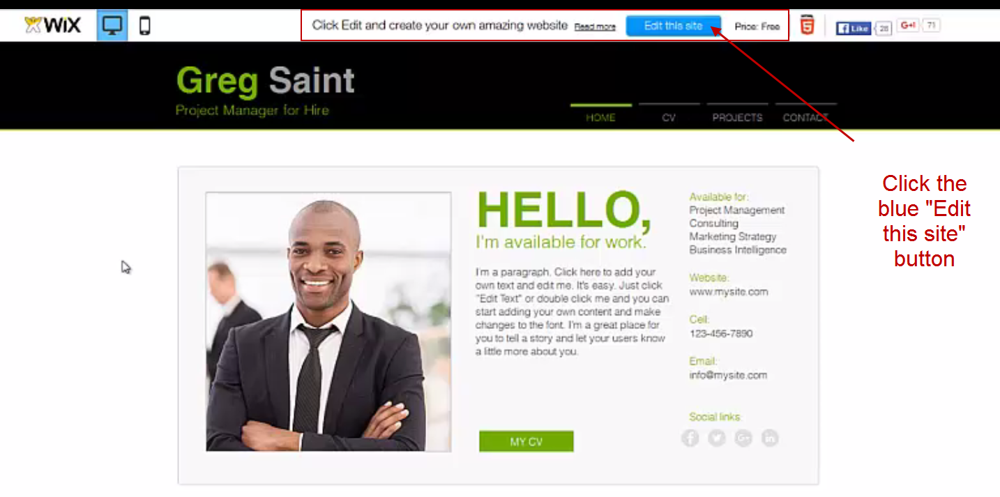 WiX
Click Edit and create your own amazing website Read more Edit this site Price: Free
5
f Like 28 G+1 71
Greg Saint
Project Manager for Hire
HOME CV PROJECTS CONTACT
Click the
blue "Edit
this site"
button
HELLO,
I'm available for work.
I'm a paragraph. Click here to add your
own text and edit me. It's easy. Just click
"Edit Text" or double click me and you can
start adding your own content and make
changes to the font. I'm a great place for
you to tell a story and let your users know
a little more about you.
MY CV
Available for:
Project Management
Consulting
Marketing Strategy
Business Intelligence
Website:
www.mysite.com
Cell:
123-456-7890
Email:
info@mysite.com
Social links:
f G+ in